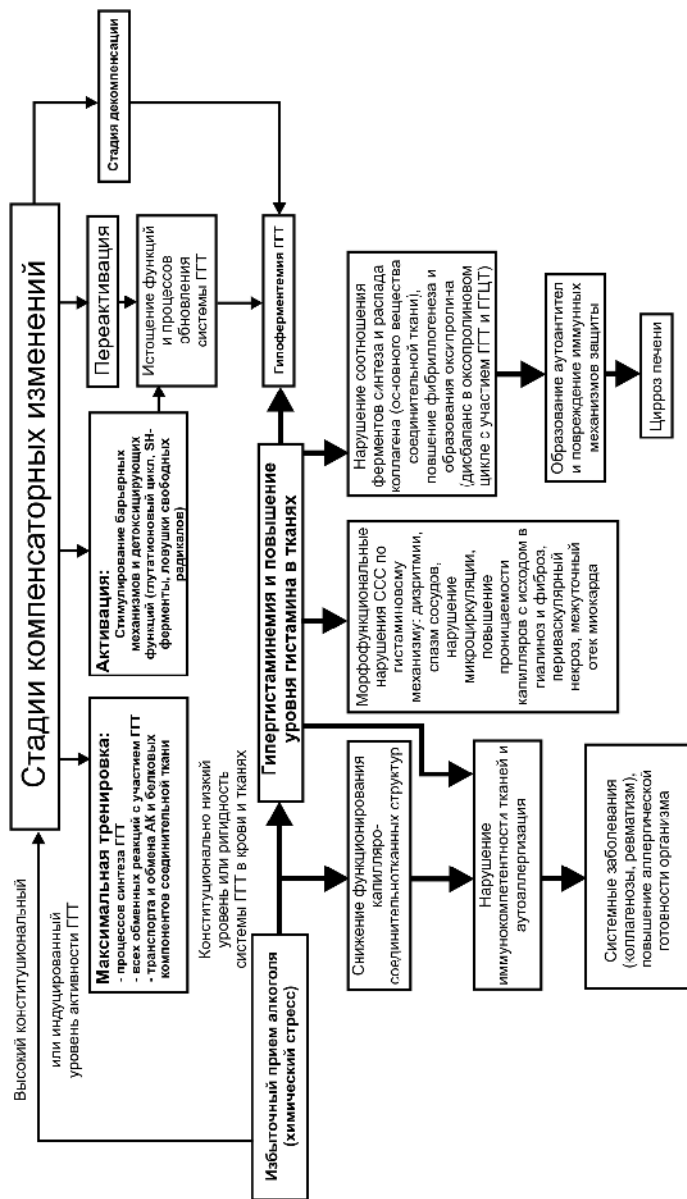 Стадии компенсаторных изменений
Высокий конституциональный
или индуцированный
уровень активности ГГТ
Максимальная тренировка:
- процессов синтеза ГГТ
- всех обменных реакций с участием ГГТ
- транспорта и обмена АК и белковых
компонентов соединительной ткани
Активация:
Стимулирование барьерных
механизмов и детоксицирующих
функций (глутатионовый цикл, SH-
ферменты, ловушки свободных
радикалов)
Переактивация
Истощение функций
и процессов
обновления
системы ГГТ
Стадия декомпенсации
Избыточный прием алкоголя
(химический стресс)
Конституционально низкий
уровень или ригидность
системы ГГТ в крови и тканях
Гипергистаминемия и повышение
уровня гистамина в тканях
Гипоферментемия ГГТ
Снижение функционирования
капилляро-
соединительнотканных структур
Нарушение
иммунокомпетентности тканей и
аутоаллергизация
Системные заболевания
(коллагенозы, ревматизм),
повышение аллергической
готовности организма
Морфофункциональные
нарушения ССС по
гистаминовому
механизму: дизритмии,
спазм сосудов,
нарушение
микроциркуляции,
повышение
проницаемости
капилляров с исходом в
гиалиноз и фиброз,
периваскулярный
некроз, межуточный
отек миокарда
Нарушение соотношения
ферментов синтеза и распада
коллагена (основного вещества
соединительной ткани),
повшение фибриллогенеза и
образования оксипролина
(дисбапанс в оксопролиновом
цикле с участием ГГТ и ГГЦТ)
Образование аутоантител
и повреждение иммунных
механизмов защиты
Цирроз печени